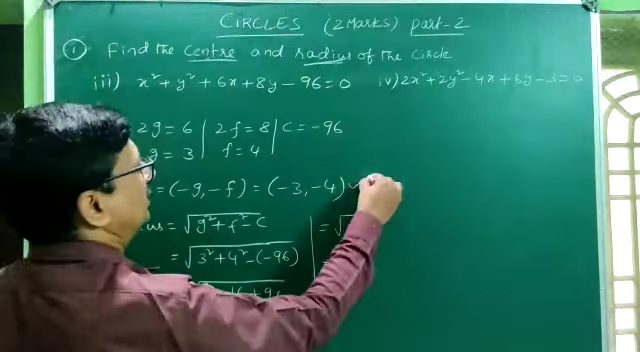 CIRCLES (2 Marks) part-2
① Find the centre and radius of the circle
iii) x² + y² + 6x + 8y - 96 = 0 iv) 2x² + 2y² - 4x + 6y - 3 = 0
2g = 6 | 2f = 8 | c = -96
g = 3 | f = 4
= (-g, -f) = (-3, -4)
= √g² + f² - c | = √
= √3² + 4² - (-96)